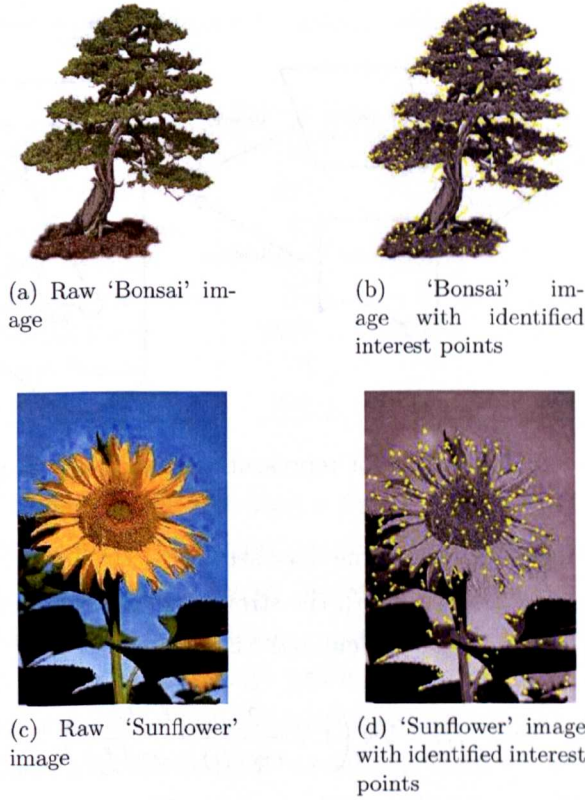 (a) Raw 'Bonsai' im-
age
(b) 'Bonsai' im-
age with identified
interest points
(c) Raw 'Sunflower'
image
(d) 'Sunflower' image
with identified interest
points